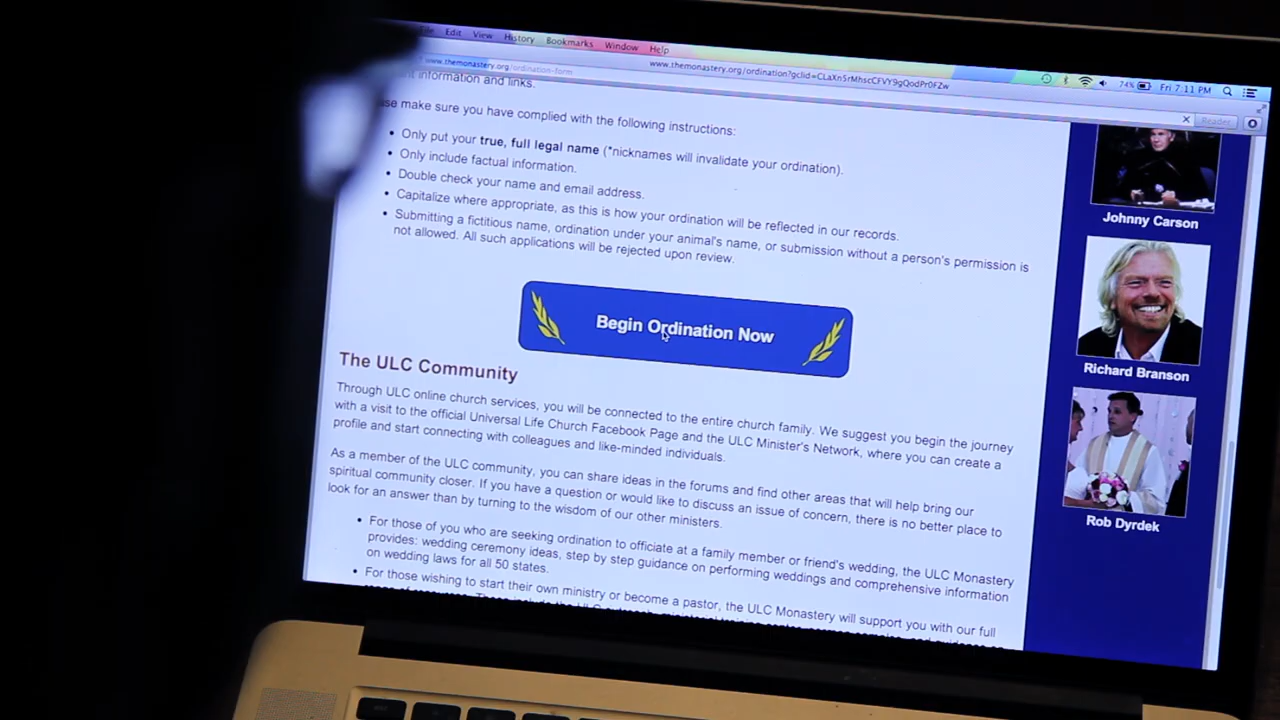 File Edit View History Bookmarks Window Help
74% Fri 7:11 PM
www.themonastery.org/ordination-form
www.themonastery.org/ordination?gclid=CLaXn5rMhscCFVY9gQodPr0FZw
Reader
information and links.
make sure you have complied with the following instructions:
• Only put your true, full legal name (*nicknames will invalidate your ordination).
• Only include factual information.
• Double check your name and email address.
• Capitalize where appropriate, as this is how your ordination will be reflected in our records.
• Submitting a fictitious name, ordination under your animal's name, or submission without a person's permission is
not allowed. All such applications will be rejected upon review.
Begin Ordination Now
The ULC Community
Through ULC online church services, you will be connected to the entire church family. We suggest you begin the journey
with a visit to the official Universal Life Church Facebook Page and the ULC Minister's Network, where you can create a
profile and start connecting with colleagues and like-minded individuals.
As a member of the ULC community, you can share ideas in the forums and find other areas that will help bring our
spiritual community closer. If you have a question or would like to discuss an issue of concern, there is no better place to
look for an answer than by turning to the wisdom of our other ministers.
• For those of you who are seeking ordination to officiate at a family member or friend's wedding, the ULC Monastery
provides: wedding ceremony ideas, step by step guidance on performing weddings and comprehensive information
on wedding laws for all 50 states.
• For those wishing to start their own ministry or become a pastor, the ULC Monastery will support you with our full
Johnny Carson
Richard Branson
Rob Dyrdek